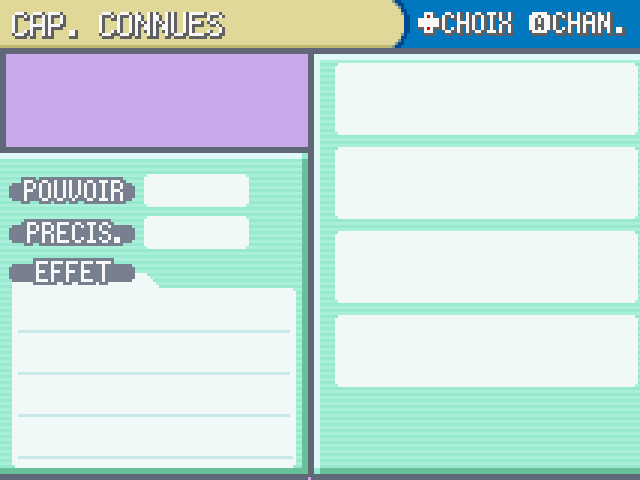 CAP. CONNUES
CHOIX ACHAN.
POUVOIR
PRECIS.
EFFET